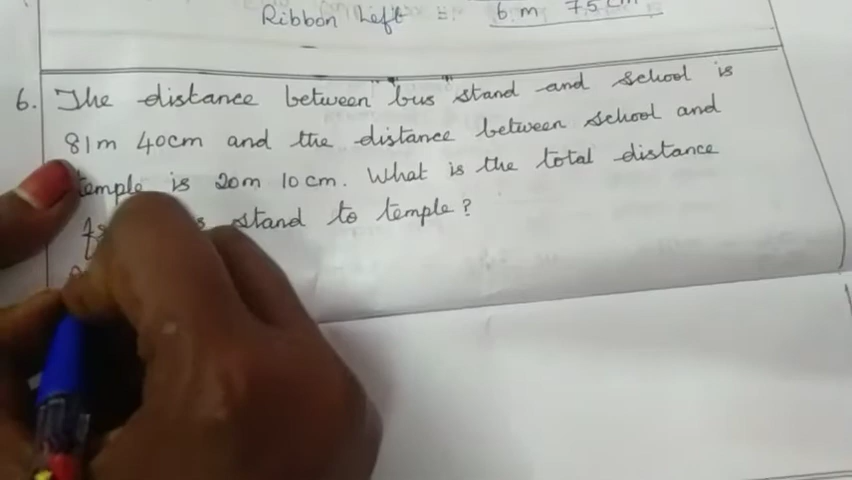 Ribbon Left = 6 m 75 cm
6. The distance between bus stand and school is
81m 40cm and the distance between school and
temple is 20m 10cm. What is the total distance
stand to temple?